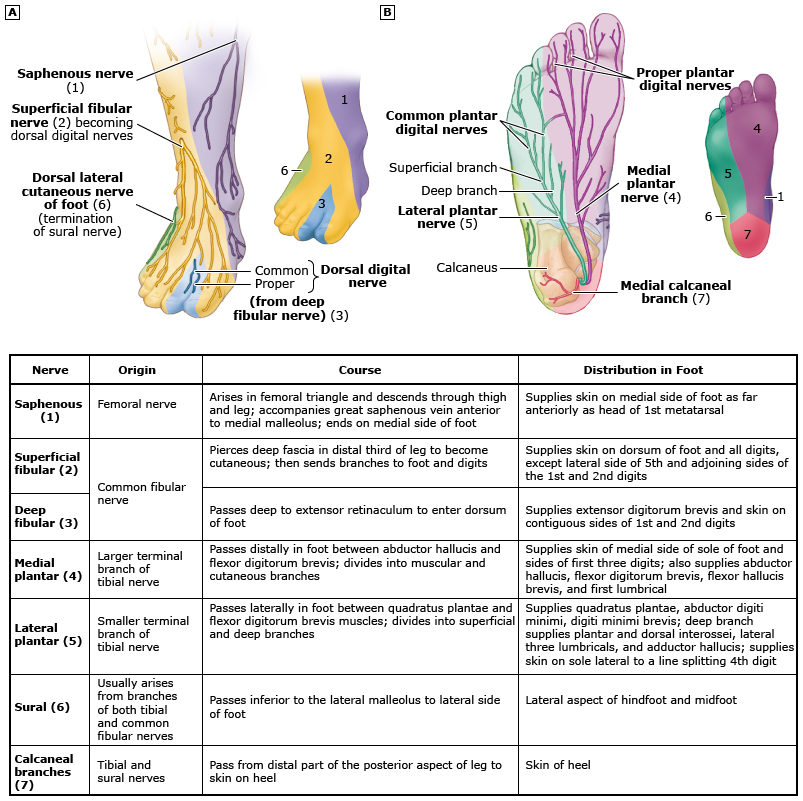 A
B
Saphenous nerve
(1)
Superficial fibular
nerve (2) becoming
dorsal digital nerves
Dorsal lateral
cutaneous nerve
of foot (6)
(termination
of sural nerve)
1
2
6
3
Common
Proper
Dorsal digital
nerve
(from deep
fibular nerve) (3)
Proper plantar
digital nerves
Common plantar
digital nerves
Superficial branch
Deep branch
Lateral plantar
nerve (5)
Medial
plantar
nerve (4)
Calcaneus
Medial calcaneal
branch (7)
4
5
1
6
7
Nerve Origin Course Distribution in Foot
Saphenous
(1)
Femoral nerve
Arises in femoral triangle and descends through thigh
and leg; accompanies great saphenous vein anterior
to medial malleolus; ends on medial side of foot
Supplies skin on medial side of foot as far
anteriorly as head of 1st metatarsal
Superficial
fibular (2)
Common fibular
nerve
Pierces deep fascia in distal third of leg to become
cutaneous; then sends branches to foot and digits
Supplies skin on dorsum of foot and all digits,
except lateral side of 5th and adjoining sides of
the 1st and 2nd digits
Deep
fibular (3)
Passes deep to extensor retinaculum to enter dorsum
of foot
Supplies extensor digitorum brevis and skin on
contiguous sides of 1st and 2nd digits
Medial
plantar (4)
Larger terminal
branch of
tibial nerve
Passes distally in foot between abductor hallucis and
flexor digitorum brevis; divides into muscular and
cutaneous branches
Supplies skin of medial side of sole of foot and
sides of first three digits; also supplies abductor
hallucis, flexor digitorum brevis, flexor hallucis
brevis, and first lumbrical
Lateral
plantar (5)
Smaller terminal
branch of
tibial nerve
Passes laterally in foot between quadratus plantae and
flexor digitorum brevis muscles; divides into superficial
and deep branches
Supplies quadratus plantae, abductor digiti
minimi, digiti minimi brevis; deep branch
supplies plantar and dorsal interossei, lateral
three lumbricals, and adductor hallucis; supplies
skin on sole lateral to a line splitting 4th digit
Sural (6)
Usually arises
from branches
of both tibial
and common
fibular nerves
Passes inferior to the lateral malleolus to lateral side
of foot
Lateral aspect of hindfoot and midfoot
Calcaneal
branches
(7)
Tibial and
sural nerves
Pass from distal part of the posterior aspect of leg to
skin on heel
Skin of heel